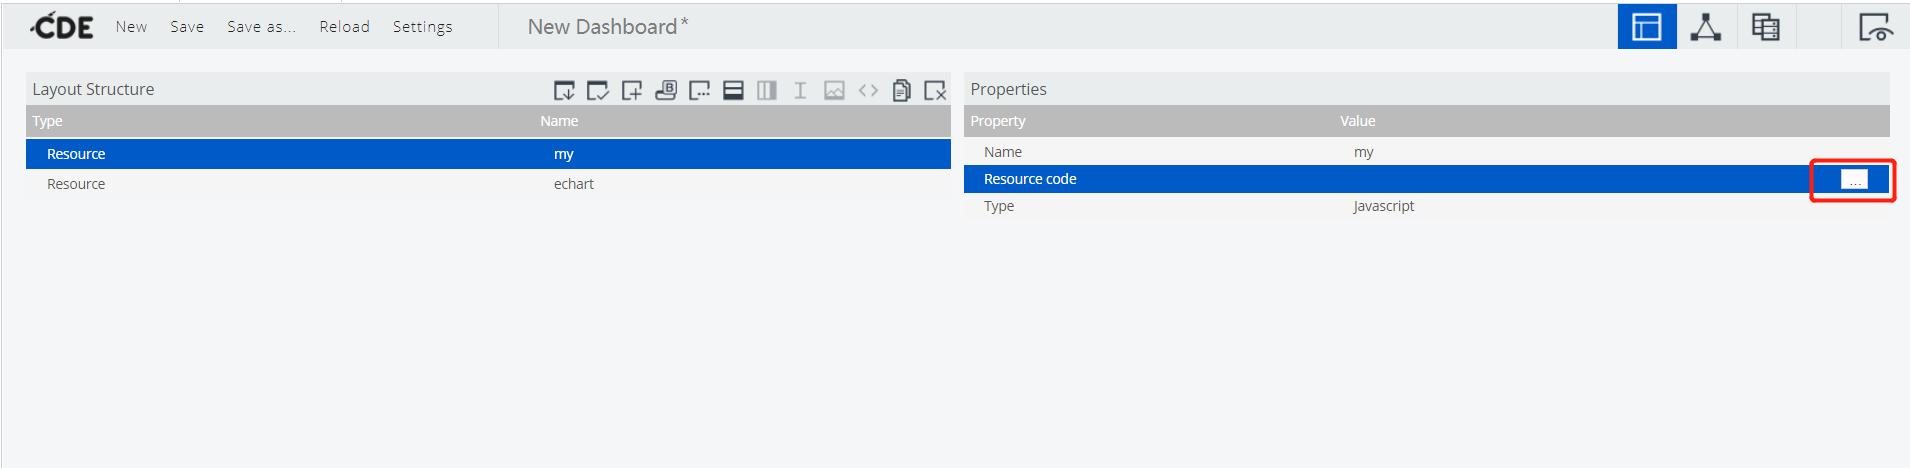 CDE New Save Save as... Reload Settings New Dashboard*
Layout Structure
Type Name
Resource my
Resource echart
Properties
Property Value
Name my
Resource code ...
Type Javascript